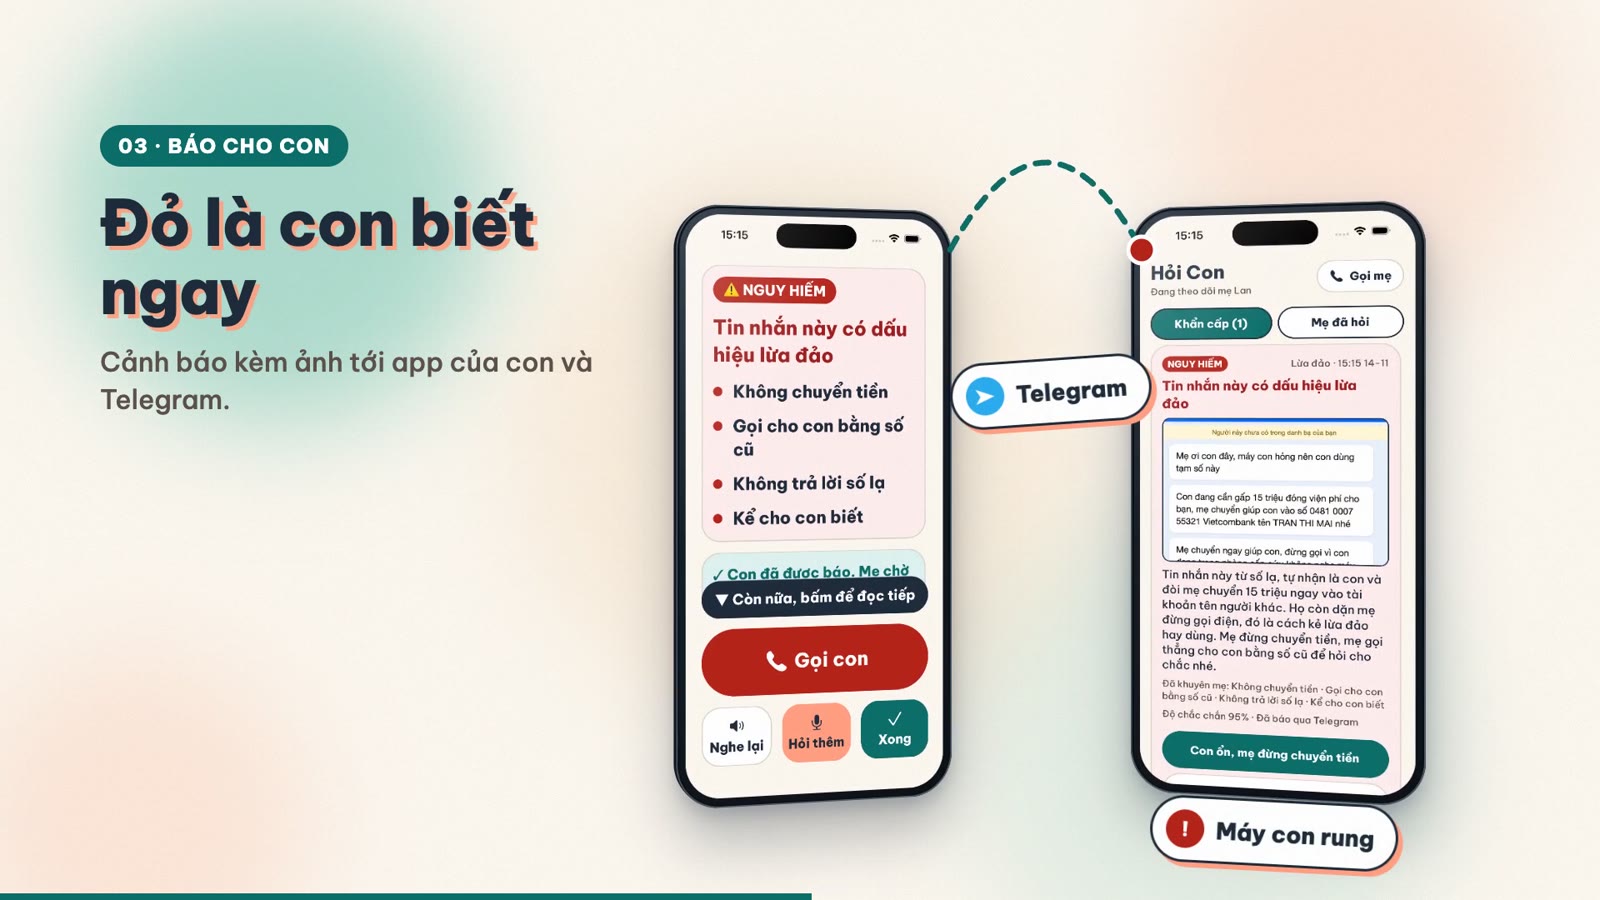 03 · BÁO CHO CON
Đỏ là con biết
ngay
Cảnh báo kèm ảnh tới app của con và
Telegram.
15:15
⚠ NGUY HIỂM
Tin nhắn này có dấu
hiệu lừa đảo
Không chuyển tiền
Gọi cho con bằng số
cũ
Không trả lời số lạ
Kể cho con biết
✓ Con đã được báo. Mẹ chờ
▼ Còn nữa, bấm để đọc tiếp
Gọi con
Nghe lại
Hỏi thêm
Xong
Telegram
15:15
Hỏi Con
Đang theo dõi mẹ Lan
Gọi mẹ
Khẩn cấp (1)
Mẹ đã hỏi
NGUY HIỂM
Lừa đảo · 15:15 14-11
Tin nhắn này có dấu hiệu lừa
đảo
Người này chưa có trong danh bạ của bạn
Mẹ ơi con đây, máy con hỏng nên con dùng
tạm số này
Con đang cần gấp 15 triệu đóng viện phí cho
bạn, mẹ chuyển giúp con vào số 0481 0007
55321 Vietcombank tên TRAN THI MAI nhé
Mẹ chuyển ngay giúp con, đừng gọi vì con
Tin nhắn này từ số lạ, tự nhận là con và
đòi mẹ chuyển 15 triệu ngay vào tài
khoản tên người khác. Họ còn dặn mẹ
đừng gọi điện, đó là cách kẻ lừa đảo
hay dùng. Mẹ đừng chuyển tiền, mẹ gọi
thẳng cho con bằng số cũ để hỏi cho
chắc nhé.
Đã khuyên mẹ: Không chuyển tiền · Gọi cho con
bằng số cũ · Không trả lời số lạ · Kể cho con biết
Độ chắc chắn 95% · Đã báo qua Telegram
Con ổn, mẹ đừng chuyển tiền
! Máy con rung